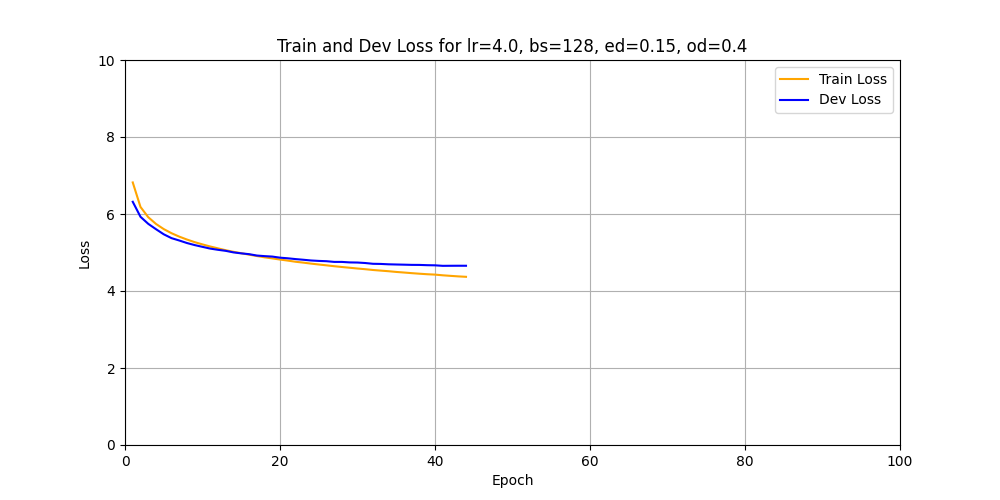 Train and Dev Loss for lr=4.0, bs=128, ed=0.15, od=0.4
Train Loss
Dev Loss
Loss
10
8
6
4
2
0
0 20 40 60 80 100
Epoch